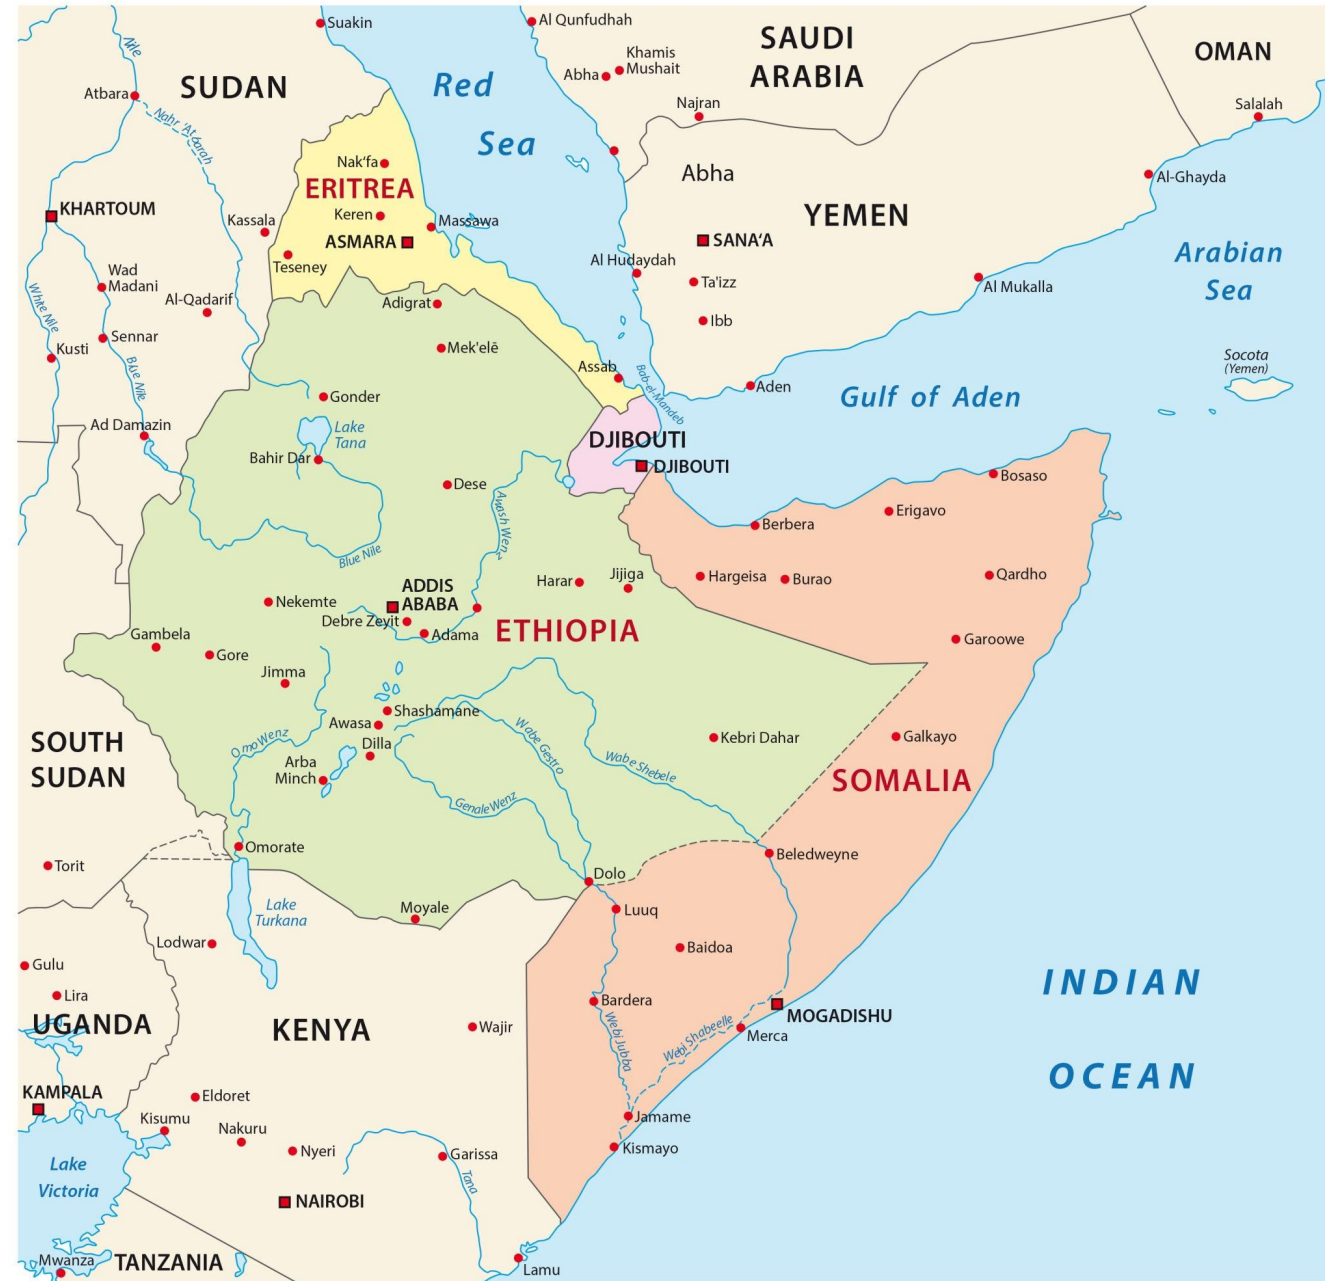 Suakin
Al Qunfudhah
SAUDI
ARABIA
OMAN
Nile
SUDAN
Red
Sea
Khamis
Mushait
Abha
Atbara
Nahr 'Atbarah
Najran
Salalah
Nak'fa
ERITREA
Abha
Al-Ghayda
KHARTOUM
Kassala
Keren
Massawa
YEMEN
ASMARA
SANA'A
Teseney
Al Hudaydah
Arabian
Sea
Wad
Madani
Al-Qadarif
Adigrat
Ta'izz
Al Mukalla
White Nile
Sennar
Ibb
Kusti
Mek'elē
Blue Nile
Assab
Bab-el-Mandeb
Socota
(Yemen)
Gonder
Aden
Gulf of Aden
Ad Damazin
Lake
Tana
DJIBOUTI
Bahir Dar
DJIBOUTI
Dese
Bosaso
Awash Wenz
Erigavo
Berbera
Blue Nile
Harar
Jijiga
Hargeisa
Burao
Qardho
ADDIS
ABABA
Nekemte
Debre Zeyit
Adama
ETHIOPIA
Gambela
Gore
Garoowe
Jimma
Shashamane
Awasa
SOUTH
SUDAN
Omo Wenz
Dilla
Wabe Gestro
Kebri Dahar
Galkayo
Arba
Minch
Wabe Shebele
SOMALIA
Genale Wenz
Omorate
Beledweyne
Torit
Dolo
Lake
Turkana
Moyale
Luuq
Lodwar
Baidoa
Gulu
INDIAN
OCEAN
Lira
Bardera
UGANDA
KENYA
Wajir
MOGADISHU
Webi Jubba
Webi Shabeelle
Merca
KAMPALA
Eldoret
Kisumu
Nakuru
Jamame
Nyeri
Garissa
Kismayo
Lake
Victoria
Tana
NAIROBI
Mwanza
TANZANIA
Lamu